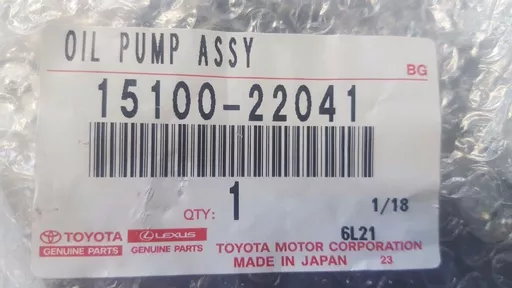 OIL PUMP ASSY
BG
15100-22041
QTY: 1
1/18
6L21
TOYOTA
GENUINE PARTS
LEXUS
GENUINE PARTS
TOYOTA MOTOR CORPORATION
MADE IN JAPAN 23